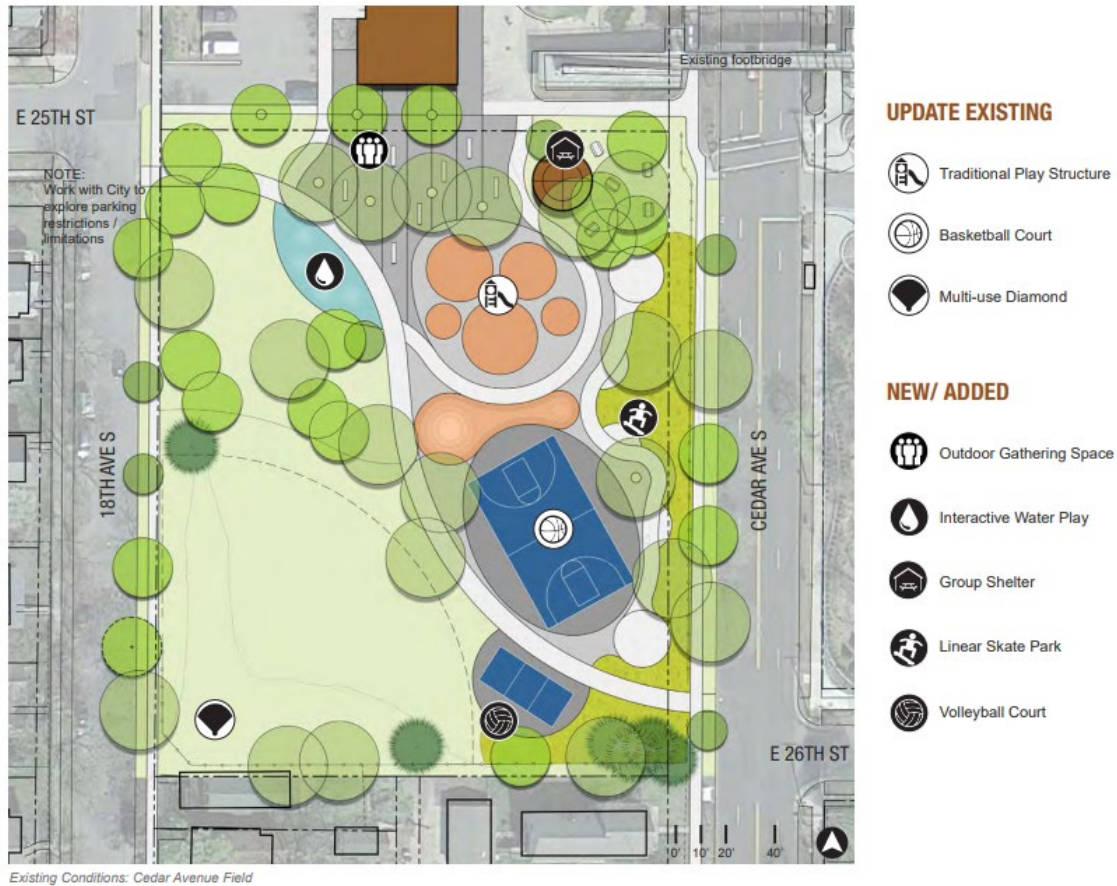 Existing footbridge
E 25TH ST
NOTE:
Work with City to
explore parking
restrictions /
limitations
18TH AVE S
CEDAR AVE S
E 26TH ST
0' 10' 20' 40'
Existing Conditions: Cedar Avenue Field
UPDATE EXISTING
Traditional Play Structure
Basketball Court
Multi-use Diamond
NEW/ ADDED
Outdoor Gathering Space
Interactive Water Play
Group Shelter
Linear Skate Park
Volleyball Court